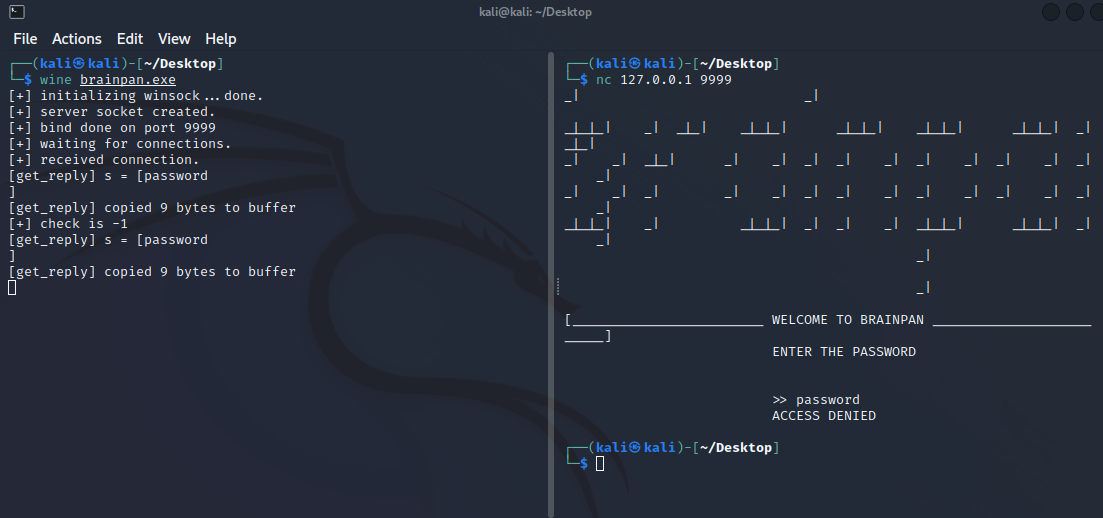 kali@kali: ~/Desktop
File Actions Edit View Help
┌──(kali㉿kali)-[~/Desktop]
└─$ wine brainpan.exe
[+] initializing winsock...done.
[+] server socket created.
[+] bind done on port 9999
[+] waiting for connections.
[+] received connection.
[get_reply] s = [password
]
[get_reply] copied 9 bytes to buffer
[+] check is -1
[get_reply] s = [password
]
[get_reply] copied 9 bytes to buffer
┌──(kali㉿kali)-[~/Desktop]
└─$ nc 127.0.0.1 9999
_|                            _|
_|_|_|    _|  _|_|    _|_|_|      _|_|_|    _|_|_|      _|_|_|  _|
_|_|
_|    _|  _|_|      _|    _|  _|  _|    _|  _|    _|  _|    _|  _|
    _|
_|    _|  _|        _|    _|  _|  _|    _|  _|    _|  _|    _|  _|
    _|
_|_|_|    _|          _|_|_|  _|  _|    _|  _|_|_|      _|_|_|  _|
    _|
                                            _|
                                            _|
[________________________ WELCOME TO BRAINPAN ____________________
_____]
ENTER THE PASSWORD
>> password
ACCESS DENIED
┌──(kali㉿kali)-[~/Desktop]
└─$